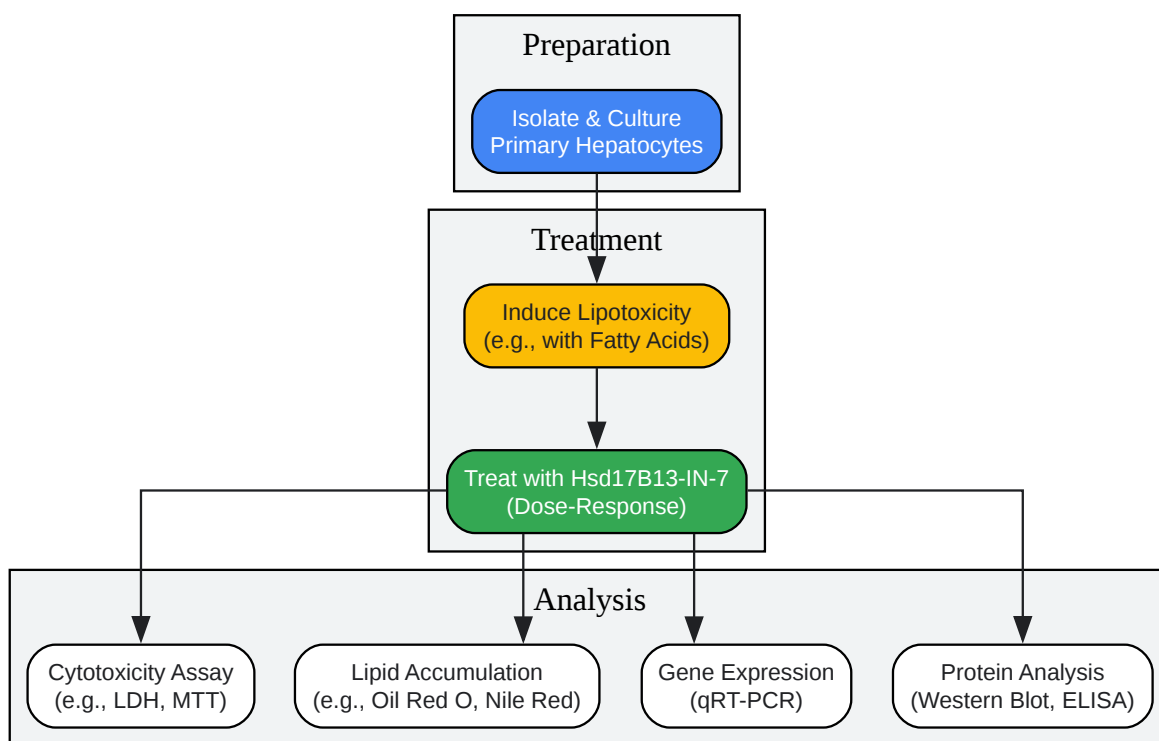 Preparation
Isolate & Culture
Primary Hepatocytes
Treatment
Induce Lipotoxicity
(e.g., with Fatty Acids)
Treat with Hsd17B13-IN-7
(Dose-Response)
Analysis
Cytotoxicity Assay
(e.g., LDH, MTT)
Lipid Accumulation
(e.g., Oil Red O, Nile Red)
Gene Expression
(qRT-PCR)
Protein Analysis
(Western Blot, ELISA)